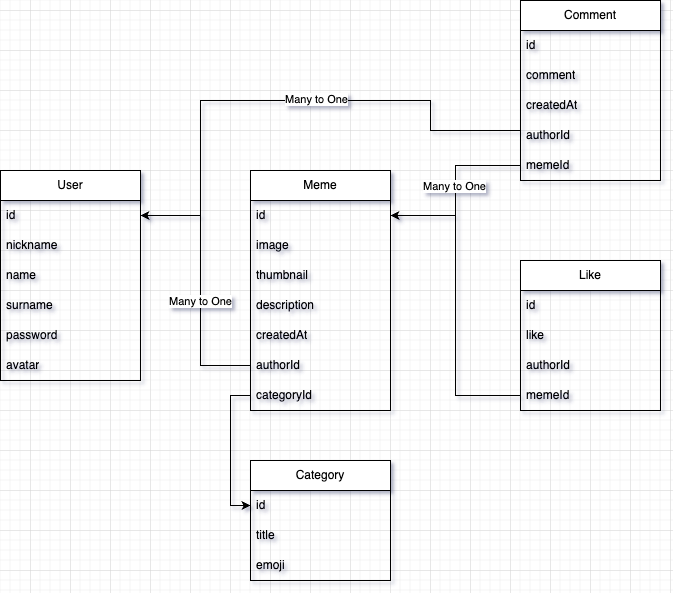 Comment
id
comment
createdAt
authorId
memeId
Many to One
Many to One
User
id
nickname
name
surname
password
avatar
Meme
id
image
thumbnail
description
createdAt
authorId
categoryId
Many to One
Like
id
like
authorId
memeId
Category
id
title
emoji